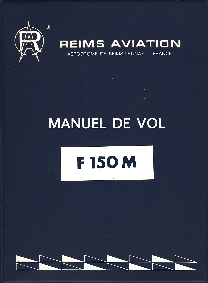 REIMS AVIATION
MANUEL DE VOL
F 150 M